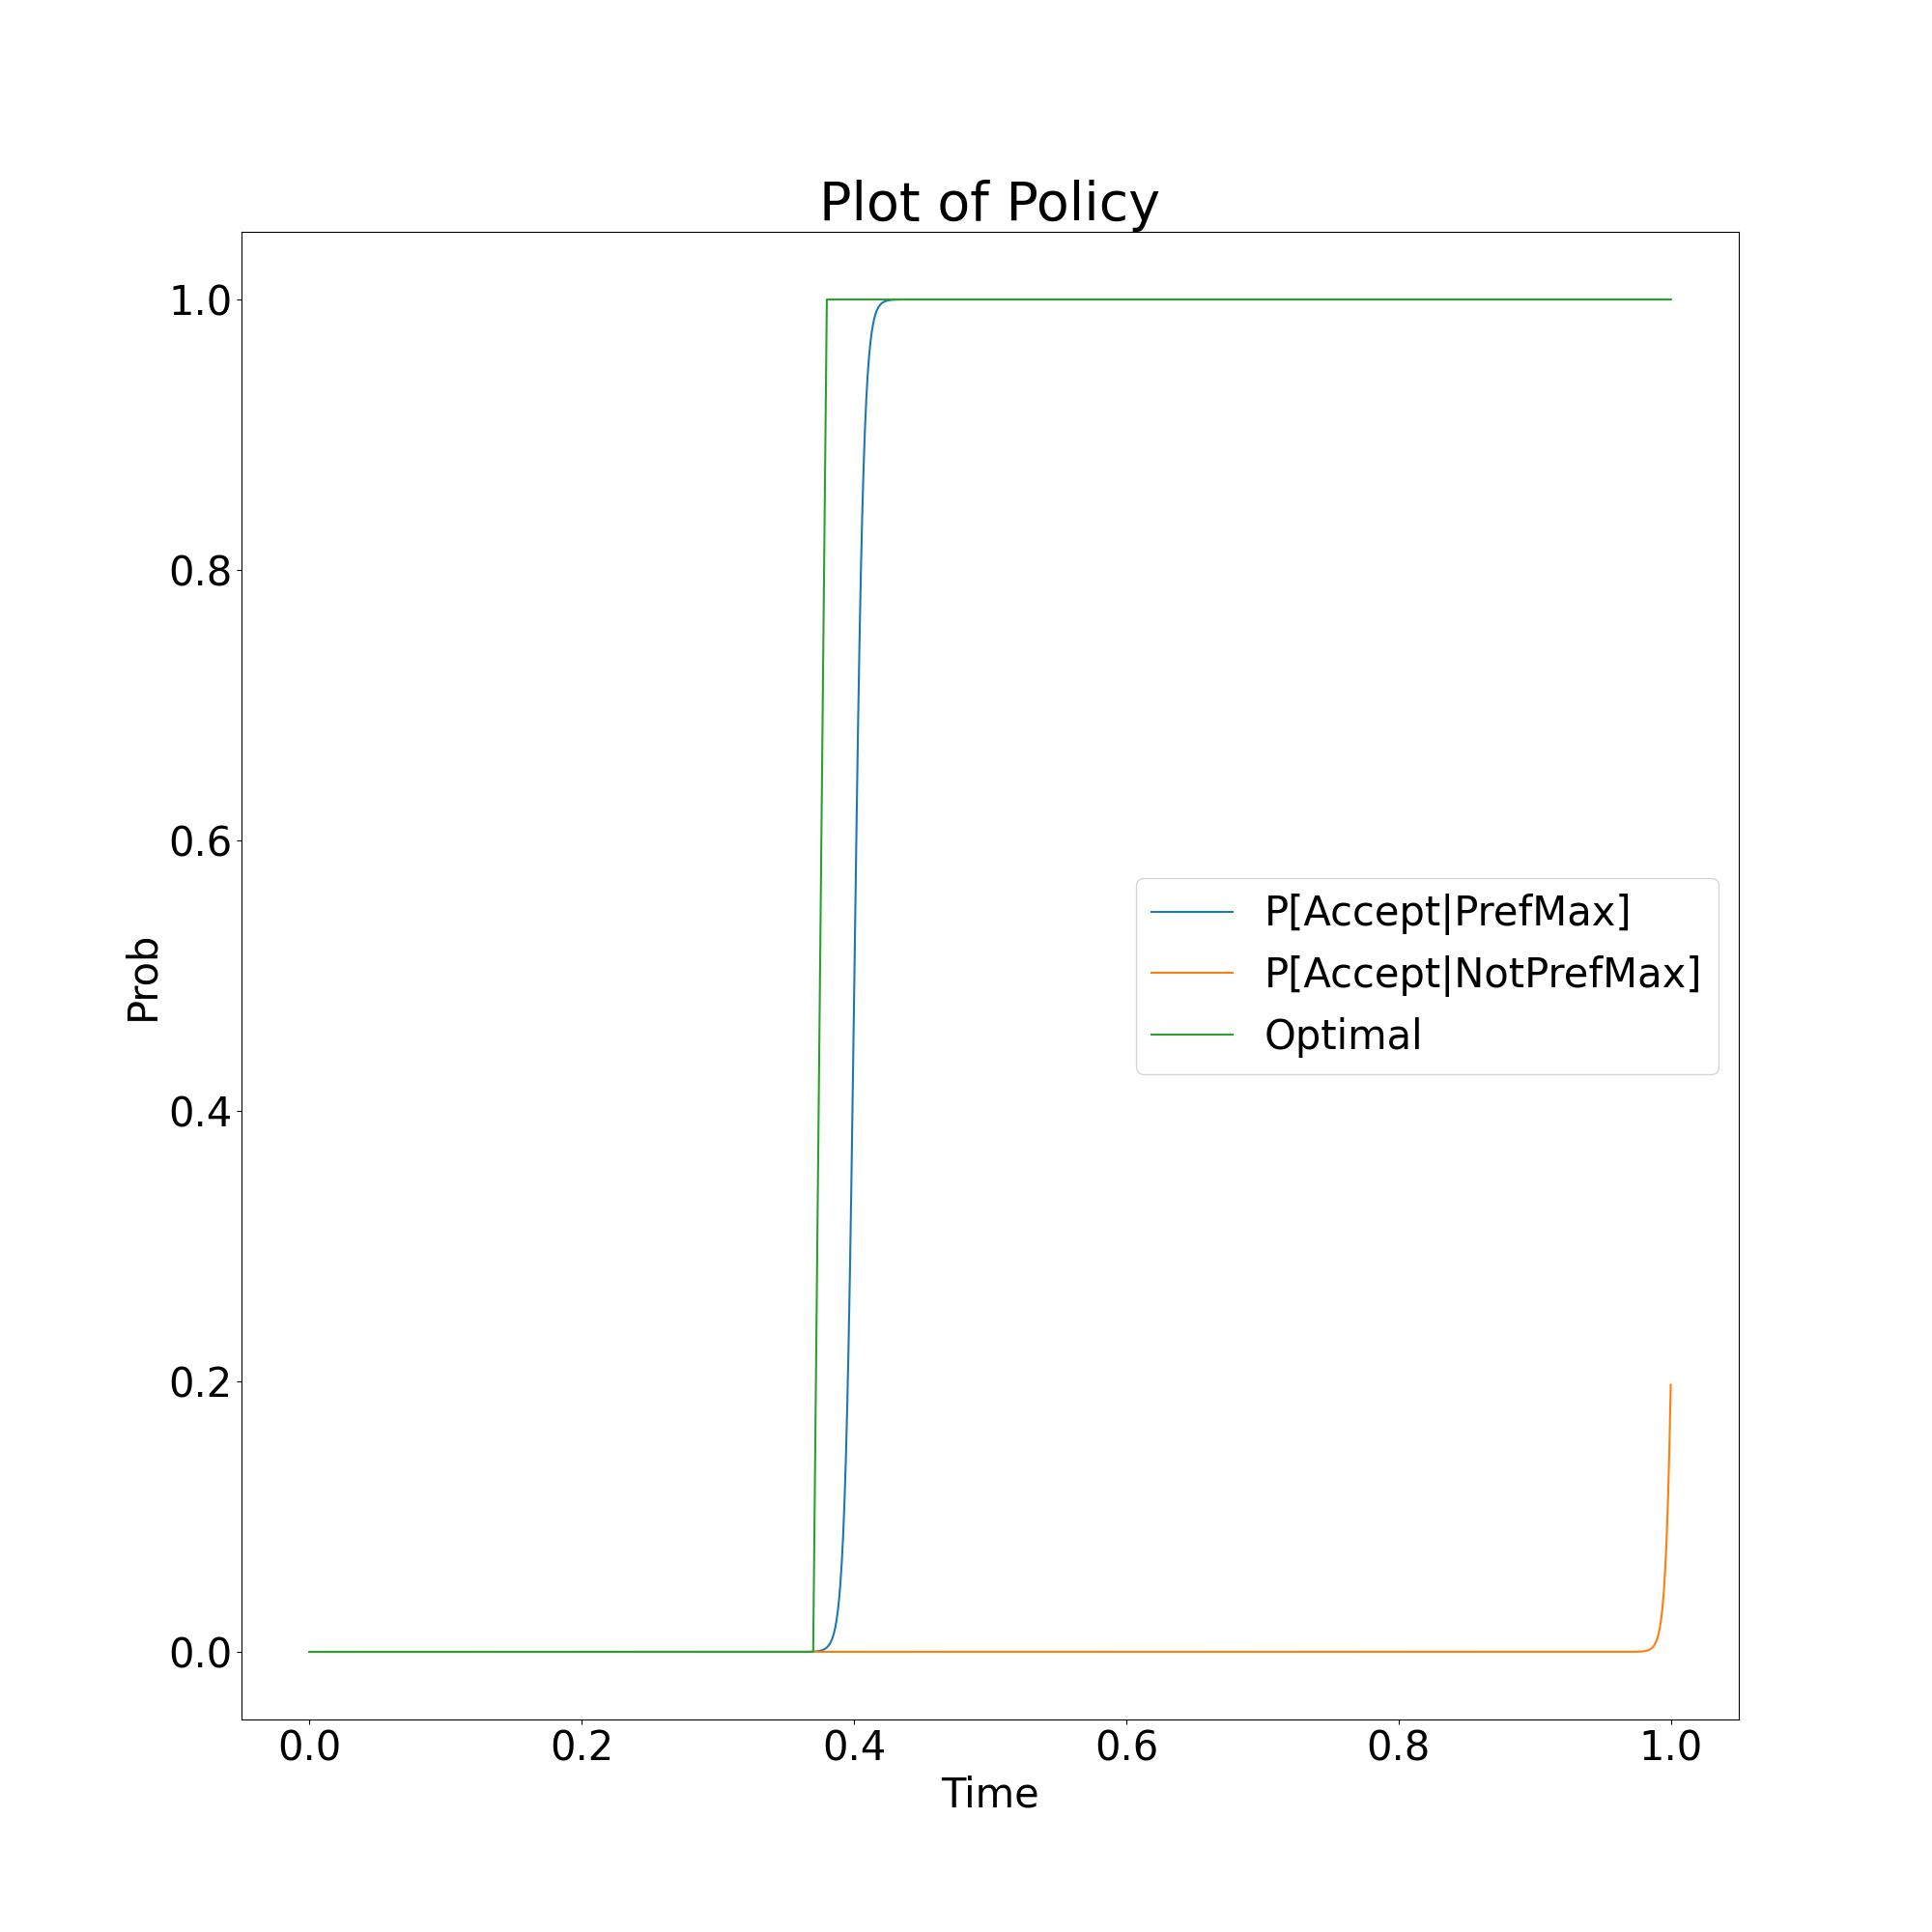 Plot of Policy
1.0
0.8
0.6
0.4
0.2
0.0
Prob
P[Accept|PrefMax]
P[Accept|NotPrefMax]
Optimal
0.0 0.2 0.4 0.6 0.8 1.0
Time